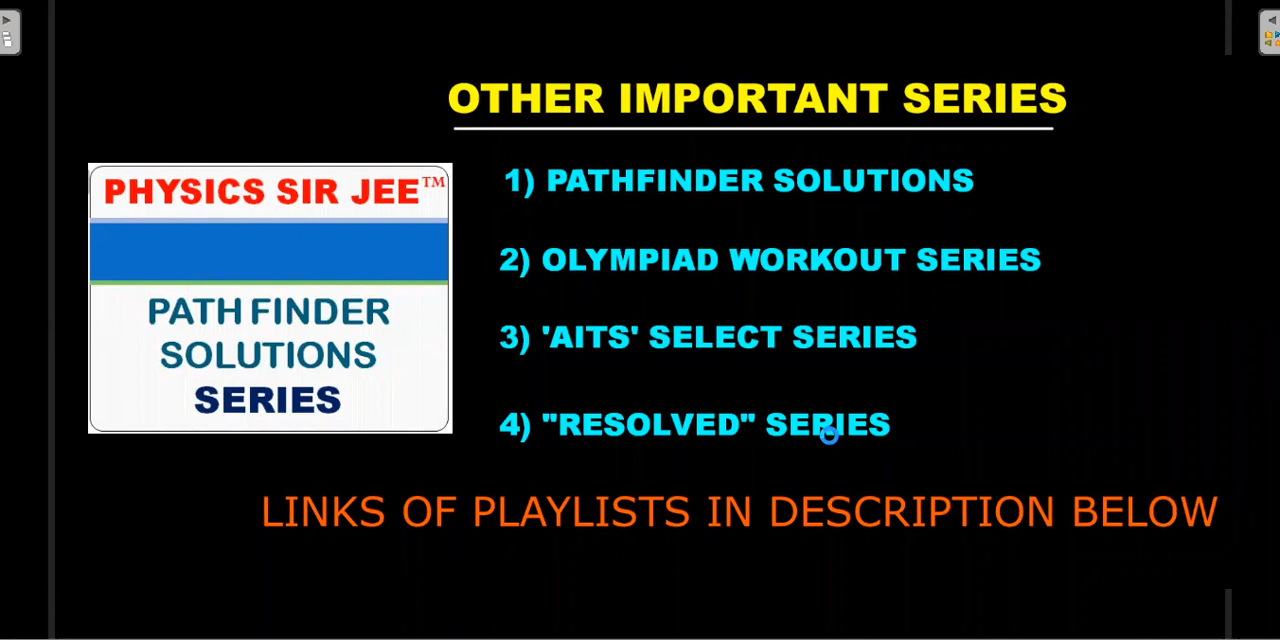 OTHER IMPORTANT SERIES
PHYSICS SIR JEE™
PATH FINDER
SOLUTIONS
SERIES
1) PATHFINDER SOLUTIONS
2) OLYMPIAD WORKOUT SERIES
3) 'AITS' SELECT SERIES
4) "RESOLVED" SERIES
LINKS OF PLAYLISTS IN DESCRIPTION BELOW